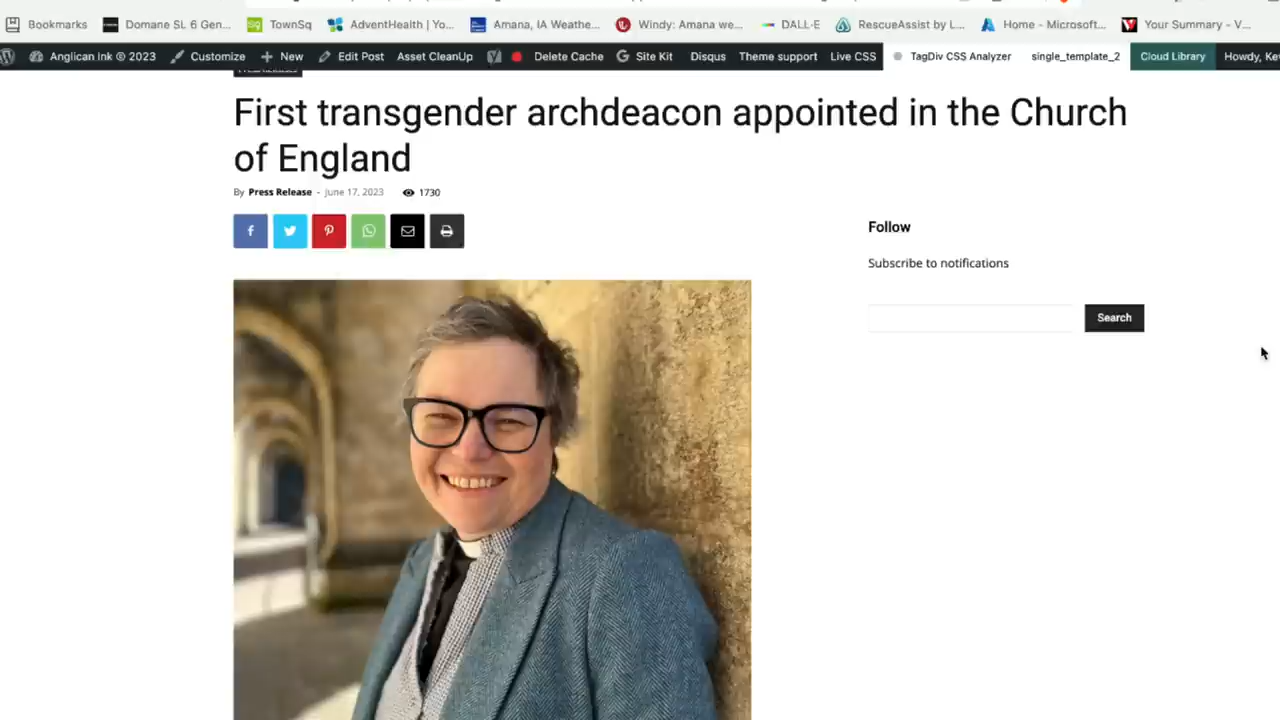 Bookmarks Domane SL 6 Gen... TownSq AdventHealth | Yo... Amana, IA Weathe... Windy: Amana we... DALL·E RescueAssist by L... Home - Microsoft... Your Summary - V...
Anglican Ink © 2023 Customize New Edit Post Asset CleanUp Delete Cache Site Kit Disqus Theme support Live CSS TagDiv CSS Analyzer single_template_2 Cloud Library Howdy, Kev
First transgender archdeacon appointed in the Church
of England
By Press Release - June 17, 2023 1730
Follow
Subscribe to notifications
Search